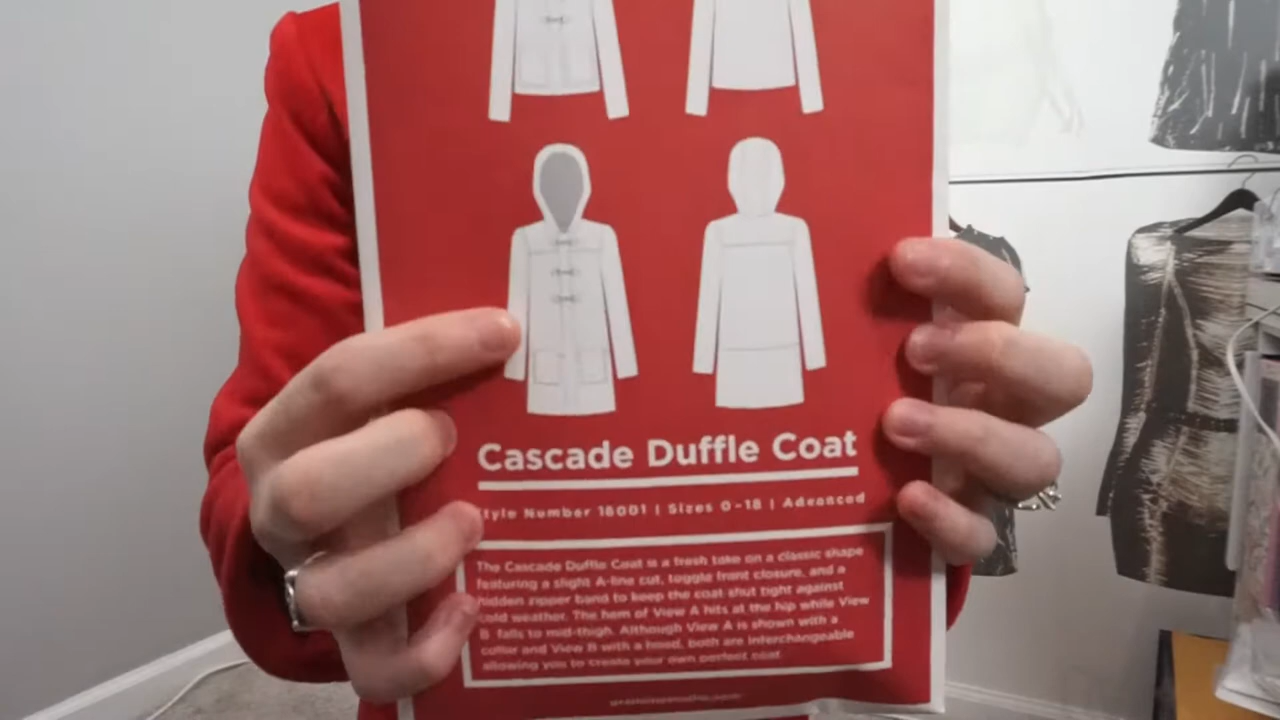 Cascade Duffle Coat
Style Number 16001 | Sizes 0-18 | Advanced
The Cascade Duffle Coat is a fresh take on a classic shape
featuring a slight A-line cut, toggle front closure, and a
hidden zipper band to keep the coat shut tight against
cold weather. The hem of View A hits at the hip while View
B falls to mid-thigh. Although View A is shown with a
collar and View B with a hood, both are interchangeable
allowing you to create your own perfect coat.